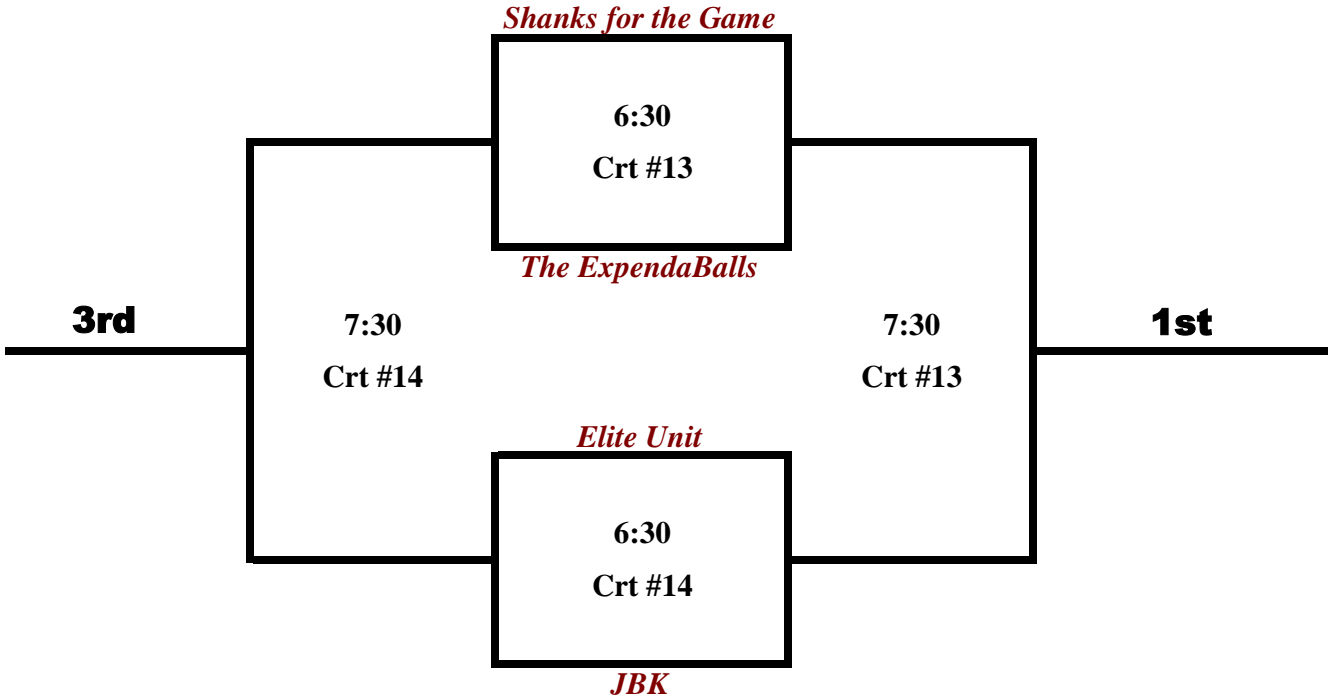 Shanks for the Game
6:30
Crt #13
The ExpendaBalls
3rd
7:30
Crt #14
7:30
Crt #13
1st
Elite Unit
6:30
Crt #14
JBK